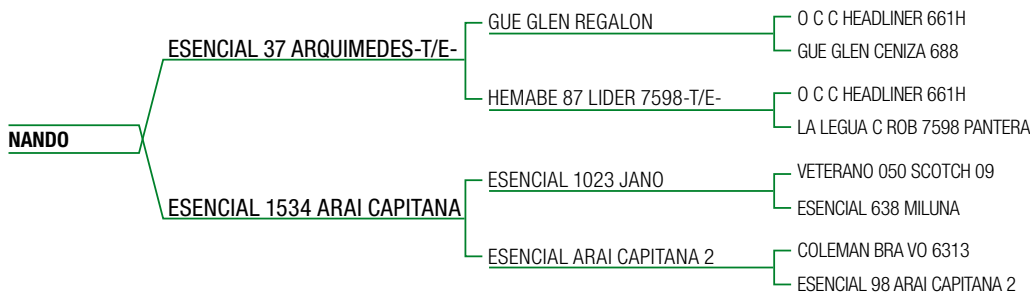 O C C HEADLINER 661H
GUE GLEN REGALON
GUE GLEN CENIZA 688
ESENCIAL 37 ARQUIMEDES-T/E-
O C C HEADLINER 661H
HEMABE 87 LIDER 7598-T/E-
LA LEGUA C ROB 7598 PANTERA
NANDO
VETERANO 050 SCOTCH 09
ESENCIAL 1023 JANO
ESENCIAL 638 MILUNA
ESENCIAL 1534 ARAI CAPITANA
COLEMAN BRA VO 6313
ESENCIAL ARAI CAPITANA 2
ESENCIAL 98 ARAI CAPITANA 2